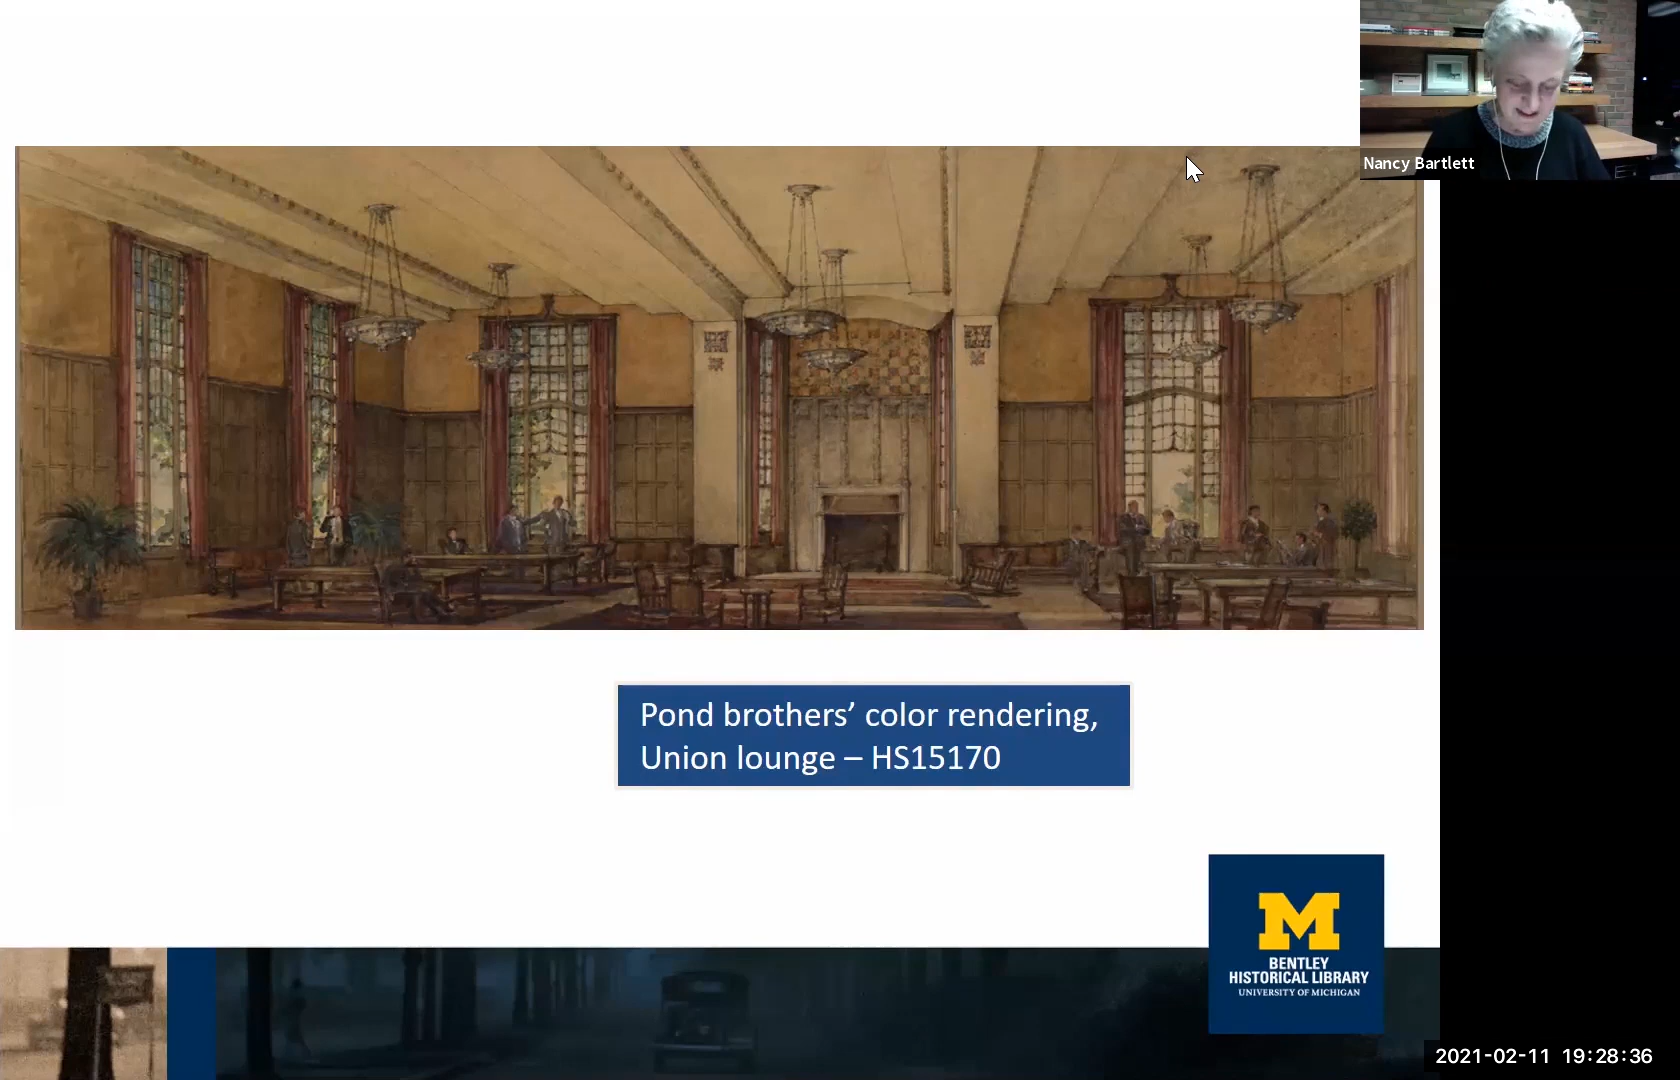 Nancy Bartlett
Pond brothers’ color rendering,
Union lounge – HS15170
M
BENTLEY
HISTORICAL LIBRARY
UNIVERSITY OF MICHIGAN
2021-02-11 19:28:36